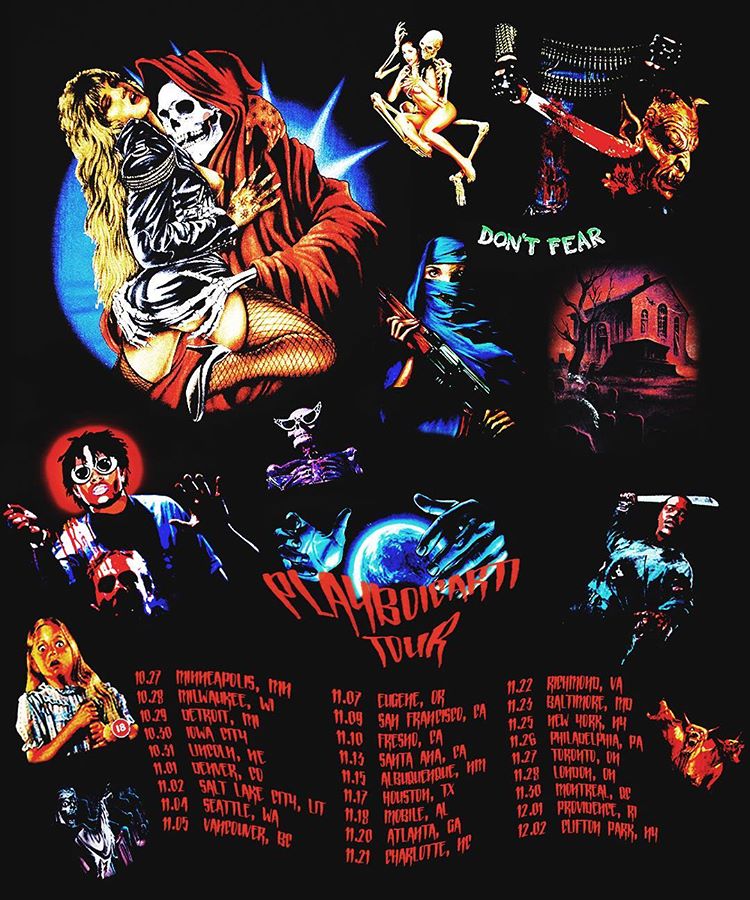 DON'T FEAR
PLAYBOICARTI
TOUR
18
10.27 MINNEAPOLIS, MN
10.28 MILWAUKEE, WI
10.29 DETROIT, MI
10.30 IOWA CITY
10.31 LINCOLN, NE
11.01 DENVER, CO
11.02 SALT LAKE CITY, UT
11.04 SEATTLE, WA
11.05 VANCOUVER, BC
11.07 EUGENE, OR
11.09 SAN FRANCISCO, CA
11.10 FRESNO, CA
11.13 SANTA ANA, CA
11.15 ALBUQUERQUE, NM
11.17 HOUSTON, TX
11.18 MOBILE, AL
11.20 ATLANTA, GA
11.21 CHARLOTTE, NC
11.22 RICHMOND, VA
11.23 BALTIMORE, MD
11.25 NEW YORK, NY
11.26 PHILADELPHIA, PA
11.27 TORONTO, ON
11.28 LONDON, ON
11.30 MONTREAL, QC
12.01 PROVIDENCE, RI
12.02 CLIFTON PARK, NY